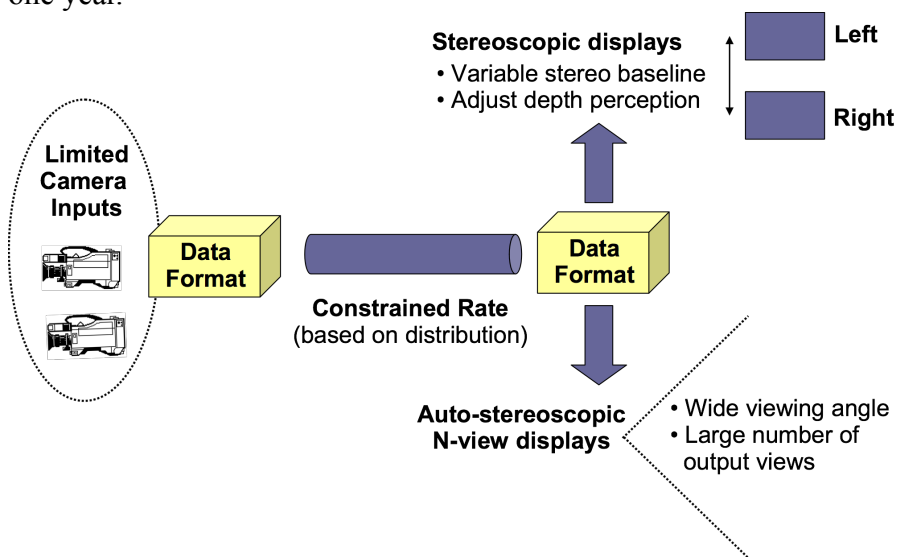 one year.
Stereoscopic displays
• Variable stereo baseline
• Adjust depth perception
Left
Right
Limited
Camera
Inputs
Data
Format
Constrained Rate
(based on distribution)
Data
Format
Auto-stereoscopic
N-view displays
• Wide viewing angle
• Large number of
output views